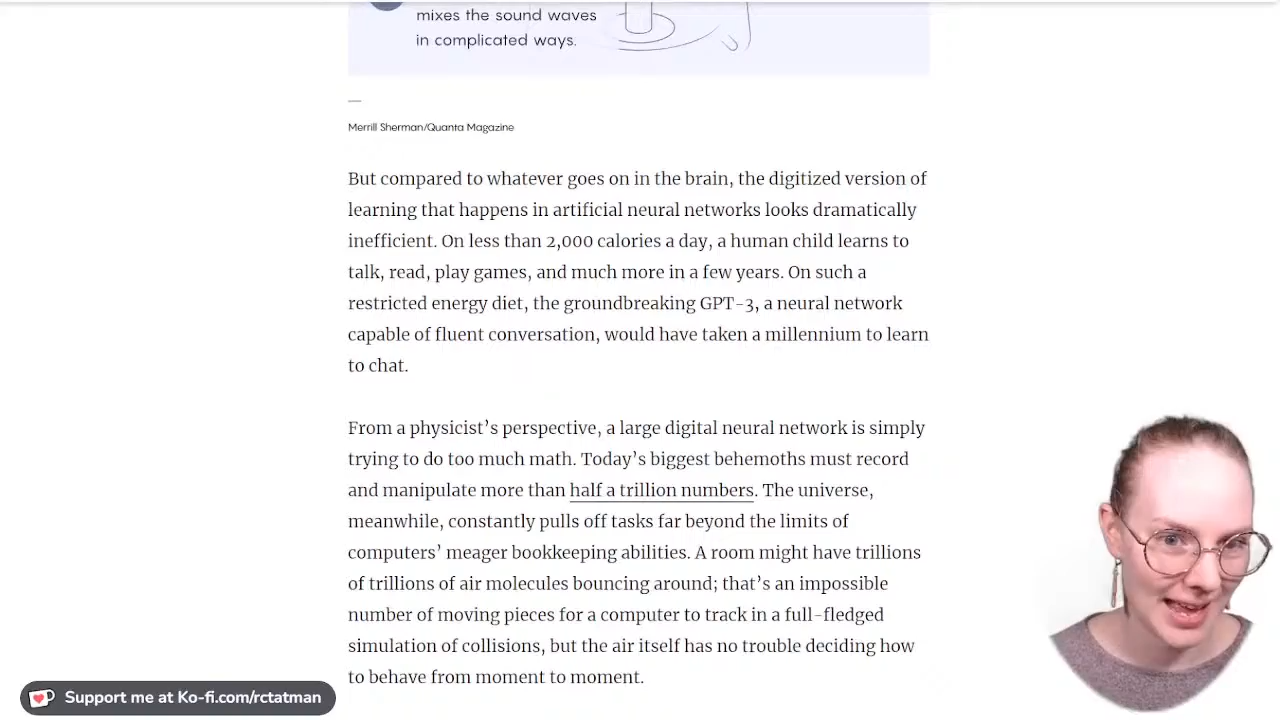 mixes the sound waves
in complicated ways.
—
Merrill Sherman/Quanta Magazine
But compared to whatever goes on in the brain, the digitized version of
learning that happens in artificial neural networks looks dramatically
inefficient. On less than 2,000 calories a day, a human child learns to
talk, read, play games, and much more in a few years. On such a
restricted energy diet, the groundbreaking GPT-3, a neural network
capable of fluent conversation, would have taken a millennium to learn
to chat.
From a physicist’s perspective, a large digital neural network is simply
trying to do too much math. Today’s biggest behemoths must record
and manipulate more than half a trillion numbers. The universe,
meanwhile, constantly pulls off tasks far beyond the limits of
computers’ meager bookkeeping abilities. A room might have trillions
of trillions of air molecules bouncing around; that’s an impossible
number of moving pieces for a computer to track in a full-fledged
simulation of collisions, but the air itself has no trouble deciding how
to behave from moment to moment.
Support me at Ko-fi.com/rctatman